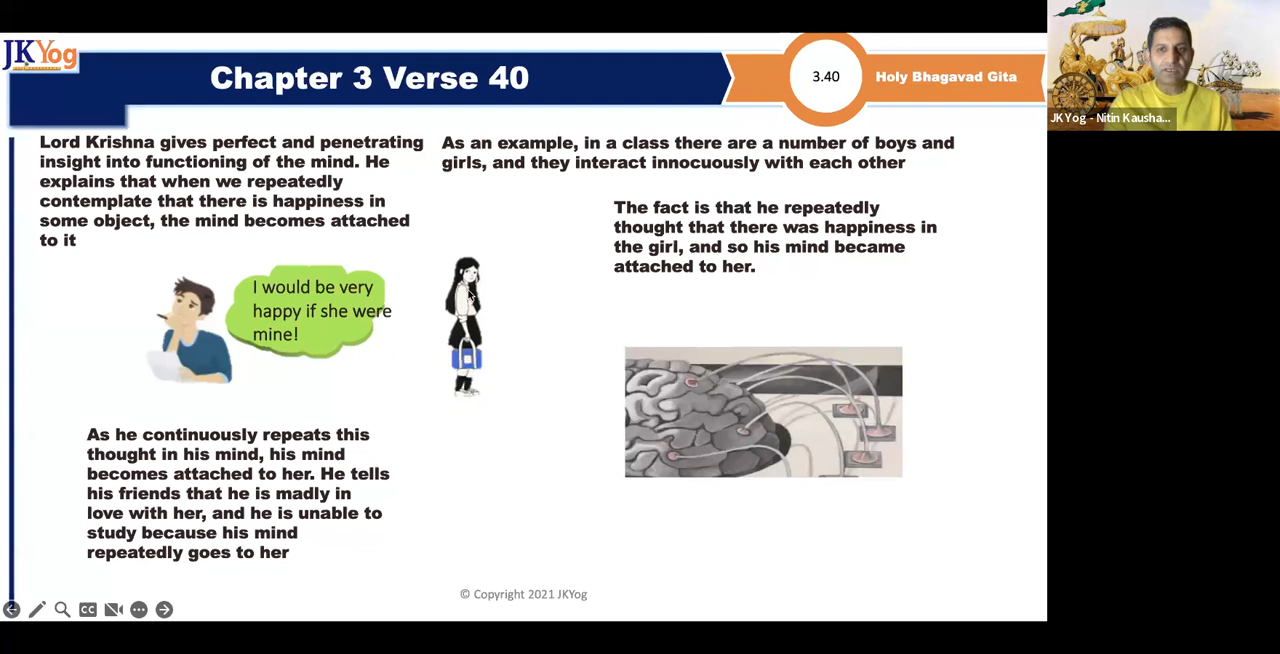 JKYog
Chapter 3 Verse 40
3.40
Holy Bhagavad Gita
JKYog - Nitin Kausha...
Lord Krishna gives perfect and penetrating
insight into functioning of the mind. He
explains that when we repeatedly
contemplate that there is happiness in
some object, the mind becomes attached
to it
As an example, in a class there are a number of boys and
girls, and they interact innocuously with each other
The fact is that he repeatedly
thought that there was happiness in
the girl, and so his mind became
attached to her.
I would be very
happy if she were
mine!
As he continuously repeats this
thought in his mind, his mind
becomes attached to her. He tells
his friends that he is madly in
love with her, and he is unable to
study because his mind
repeatedly goes to her
© Copyright 2021 JKYog
CC